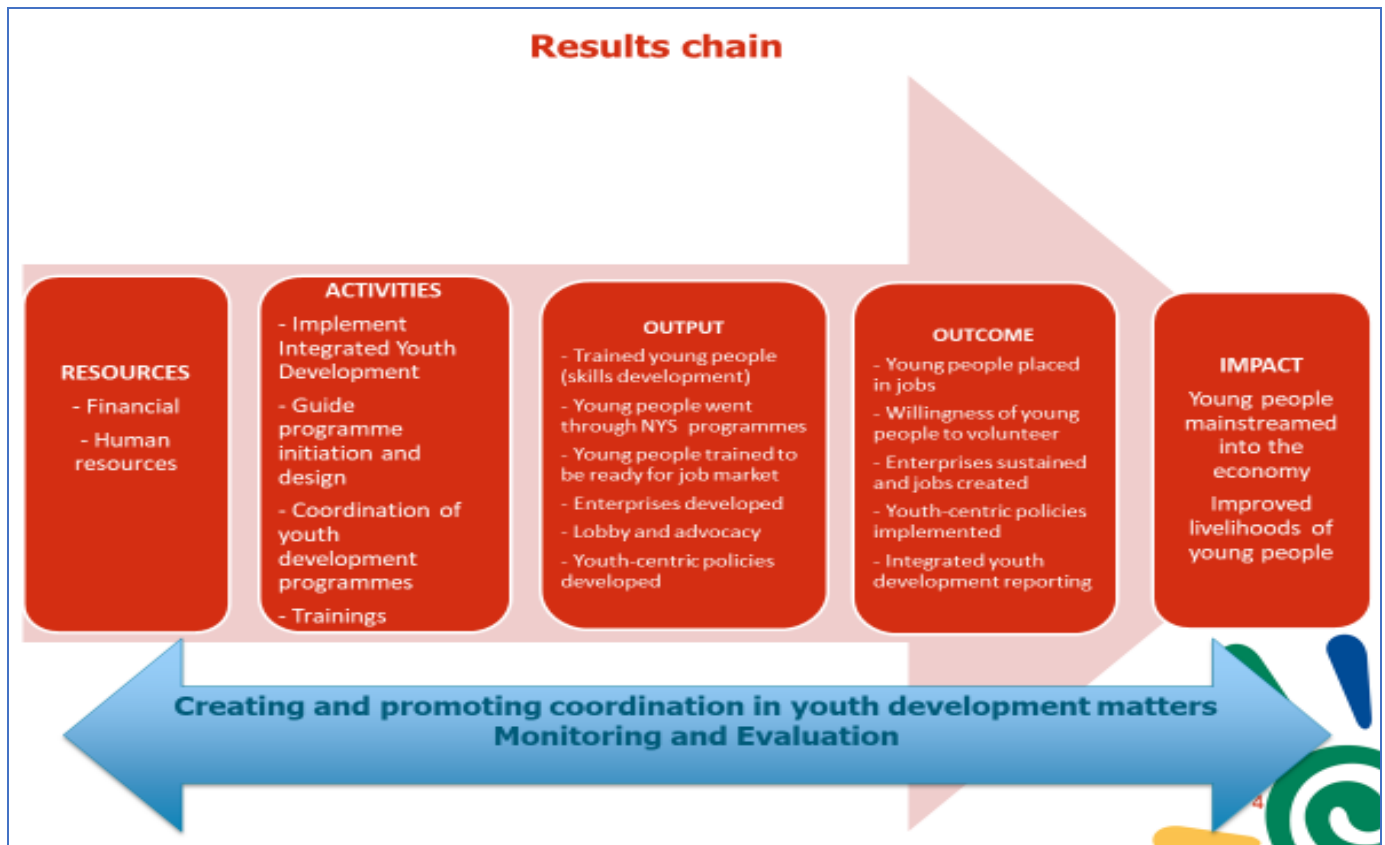 Results chain
RESOURCES
- Financial
- Human
resources
ACTIVITIES
- Implement
Integrated Youth
Development
- Guide
programme
initiation and
design
- Coordination of
youth
development
programmes
- Trainings
OUTPUT
- Trained young people
(skills development)
- Young people went
through NYS programmes
- Young people trained to
be ready for job market
- Enterprises developed
- Lobby and advocacy
- Youth-centric policies
developed
OUTCOME
- Young people placed
in jobs
- Willingness of young
people to volunteer
- Enterprises sustained
and jobs created
- Youth-centric policies
implemented
- Integrated youth
development reporting
IMPACT
Young people
mainstreamed
into the
economy
Improved
livelihoods of
young people
Creating and promoting coordination in youth development matters
Monitoring and Evaluation
4